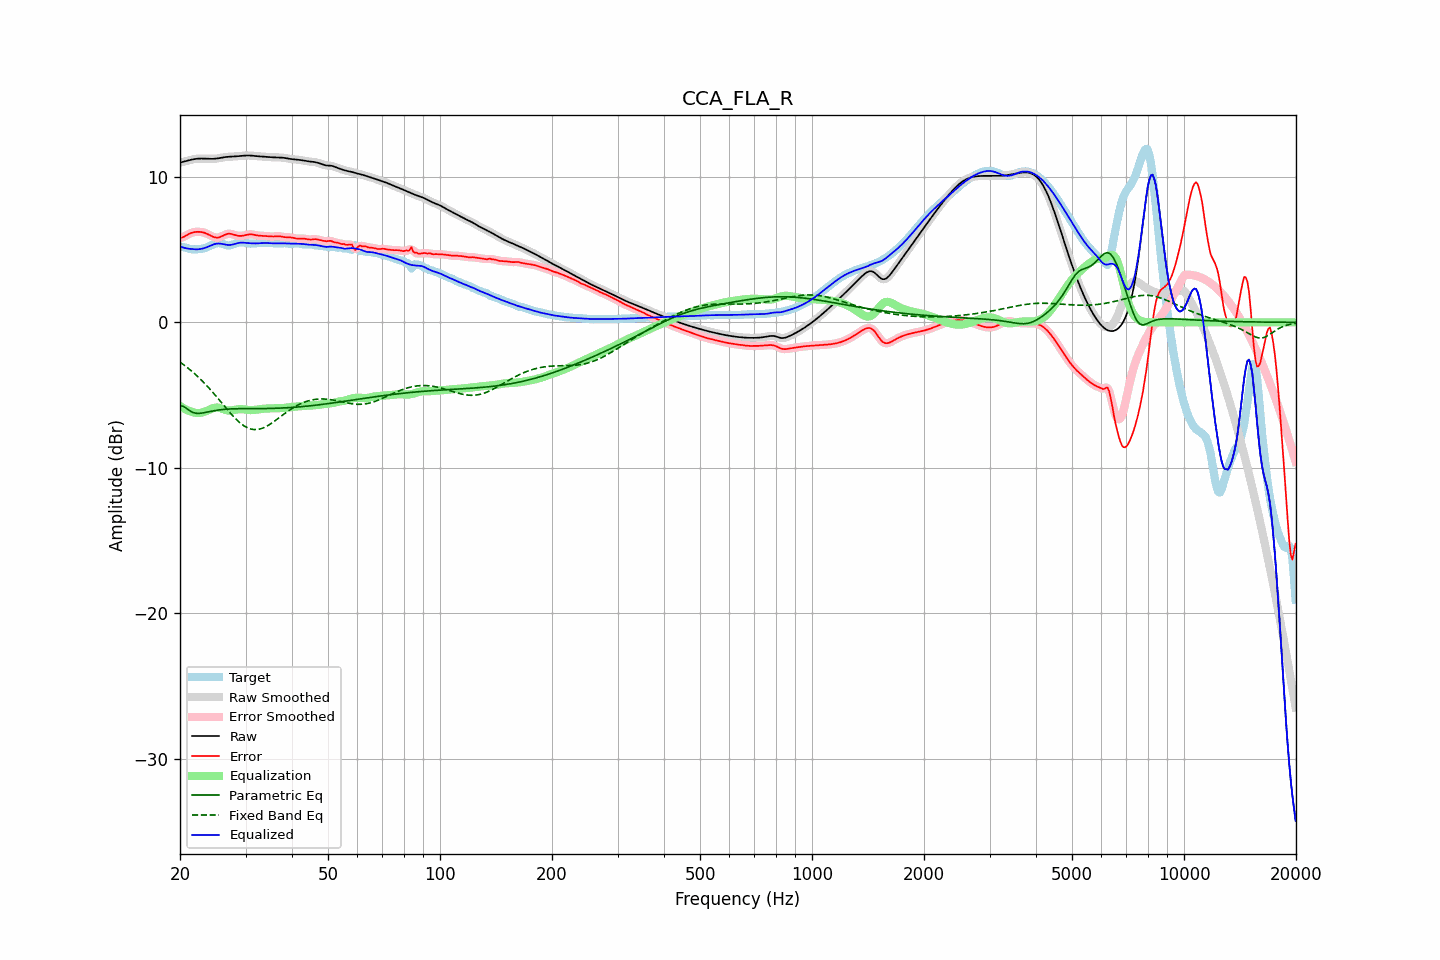 CCA_FLA_R
Amplitude (dBr)
10
0
−10
−20
−30
Target
Raw Smoothed
Error Smoothed
Raw
Error
Equalization
Parametric Eq
Fixed Band Eq
Equalized
20 50 100 200 500 1000 2000 5000 10000 20000
Frequency (Hz)